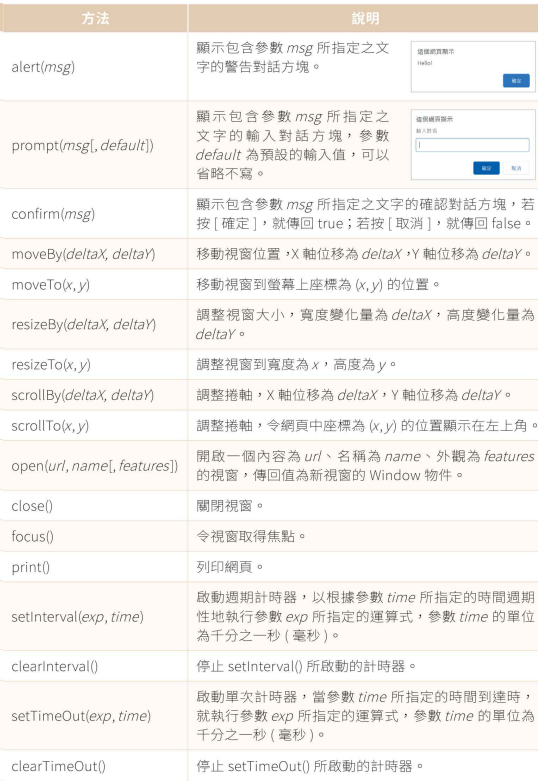 方法 說明
alert(msg)
顯示包含參數 msg 所指定之文
字的警告對話方塊。
這個網頁顯示
Hello!
確定
prompt(msg[, default])
顯示包含參數 msg 所指定之
文字的輸入對話方塊，參數
default 為預設的輸入值，可以
省略不寫。
這個網頁顯示
輸入姓名
確定 取消
confirm(msg)
顯示包含參數 msg 所指定之文字的確認對話方塊，若
按 [ 確定 ]，就傳回 true；若按 [ 取消 ]，就傳回 false。
moveBy(deltaX, deltaY)
移動視窗位置，X 軸位移為 deltaX，Y 軸位移為 deltaY。
moveTo(x, y)
移動視窗到螢幕上座標為 (x, y) 的位置。
resizeBy(deltaX, deltaY)
調整視窗大小，寬度變化量為 deltaX，高度變化量為
deltaY。
resizeTo(x, y)
調整視窗到寬度為 x，高度為 y。
scrollBy(deltaX, deltaY)
調整捲軸，X 軸位移為 deltaX，Y 軸位移為 deltaY。
scrollTo(x, y)
調整捲軸，令網頁中座標為 (x, y) 的位置顯示在左上角。
open(url, name[, features])
開啟一個內容為 url、名稱為 name、外觀為 features
的視窗，傳回值為新視窗的 Window 物件。
close()
關閉視窗。
focus()
令視窗取得焦點。
print()
列印網頁。
setInterval(exp, time)
啟動週期計時器，以根據參數 time 所指定的時間週期
性地執行參數 exp 所指定的運算式，參數 time 的單位
為千分之一秒 ( 毫秒 )。
clearInterval()
停止 setInterval() 所啟動的計時器。
setTimeOut(exp, time)
啟動單次計時器，當參數 time 所指定的時間到達時，
就執行參數 exp 所指定的運算式，參數 time 的單位為
千分之一秒 ( 毫秒 )。
clearTimeOut()
停止 setTimeOut() 所啟動的計時器。